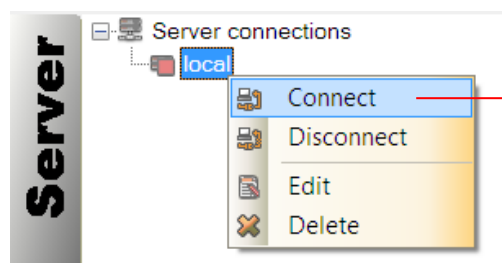 Server
Server connections
local
Connect
Disconnect
Edit
Delete